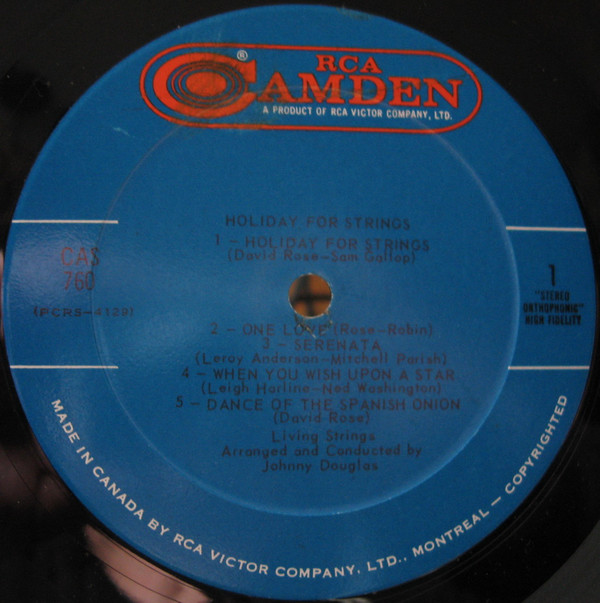 ®
RCA
CAMDEN
A PRODUCT OF RCA VICTOR COMPANY, LTD.
HOLIDAY FOR STRINGS
1 – HOLIDAY FOR STRINGS
(David Rose–Sam Gallop)
CAS
760
(PCRS-4129)
1
"STEREO
ORTHOPHONIC"
HIGH FIDELITY
2 – ONE LOVE (Rose–Robin)
3 – SERENATA
(Leroy Anderson–Mitchell Parish)
4 – WHEN YOU WISH UPON A STAR
(Leigh Harline–Ned Washington)
5 – DANCE OF THE SPANISH ONION
(David Rose)
Living Strings
Arranged and Conducted by
Johnny Douglas
MADE IN CANADA BY RCA VICTOR COMPANY, LTD., MONTREAL – COPYRIGHTED